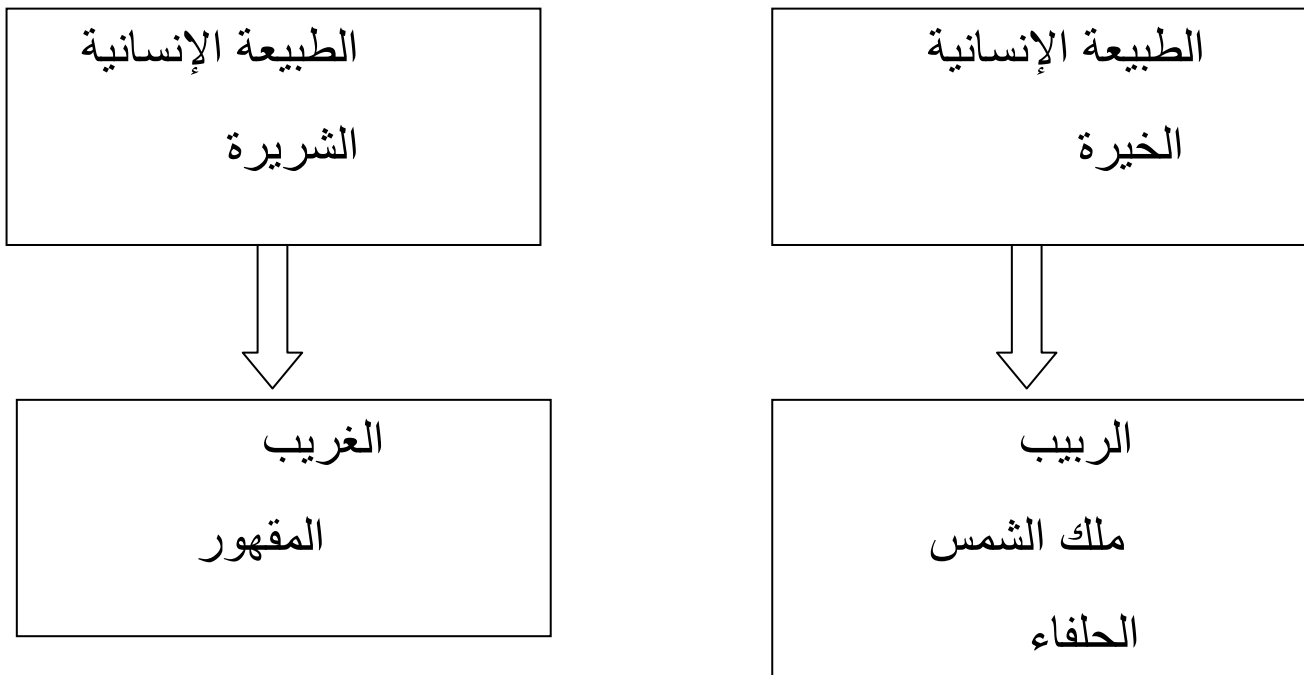 الطبيعة الإنسانية
الخيرة
الطبيعة الإنسانية
الشريرة
الربيب
ملك الشمس
الحلفاء
الغريب
المقهور